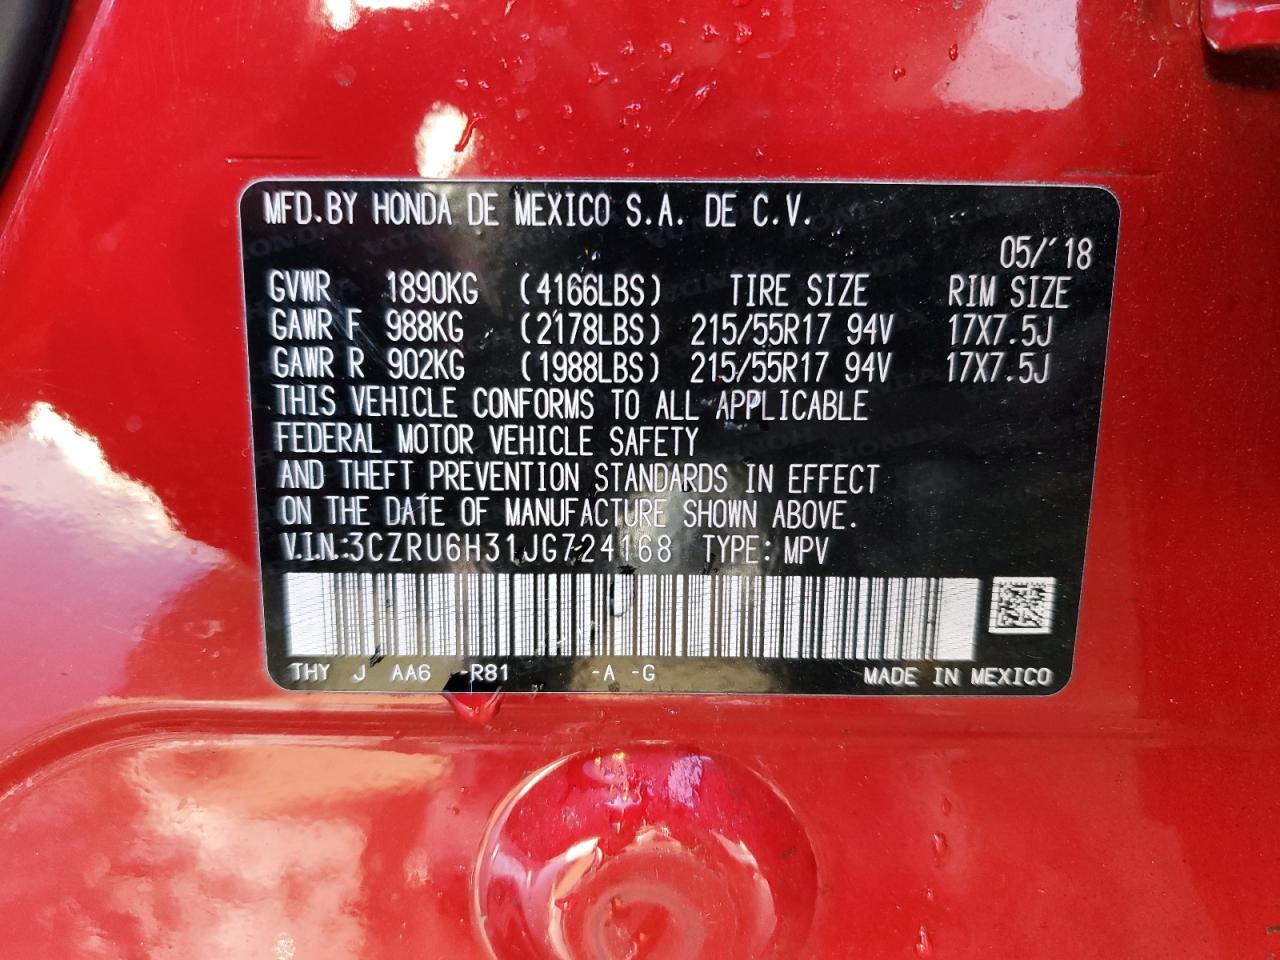 MFD.BY HONDA DE MEXICO S.A. DE C.V.
05/'18
GVWR 1890KG (4166LBS) TIRE SIZE RIM SIZE
GAWR F 988KG (2178LBS) 215/55R17 94V 17X7.5J
GAWR R 902KG (1988LBS) 215/55R17 94V 17X7.5J
THIS VEHICLE CONFORMS TO ALL APPLICABLE
FEDERAL MOTOR VEHICLE SAFETY
AND THEFT PREVENTION STANDARDS IN EFFECT
ON THE DATE OF MANUFACTURE SHOWN ABOVE.
V.I.N.:3CZRU6H31JG724168 TYPE: MPV
THY J AA6 -R81 -A -G MADE IN MEXICO